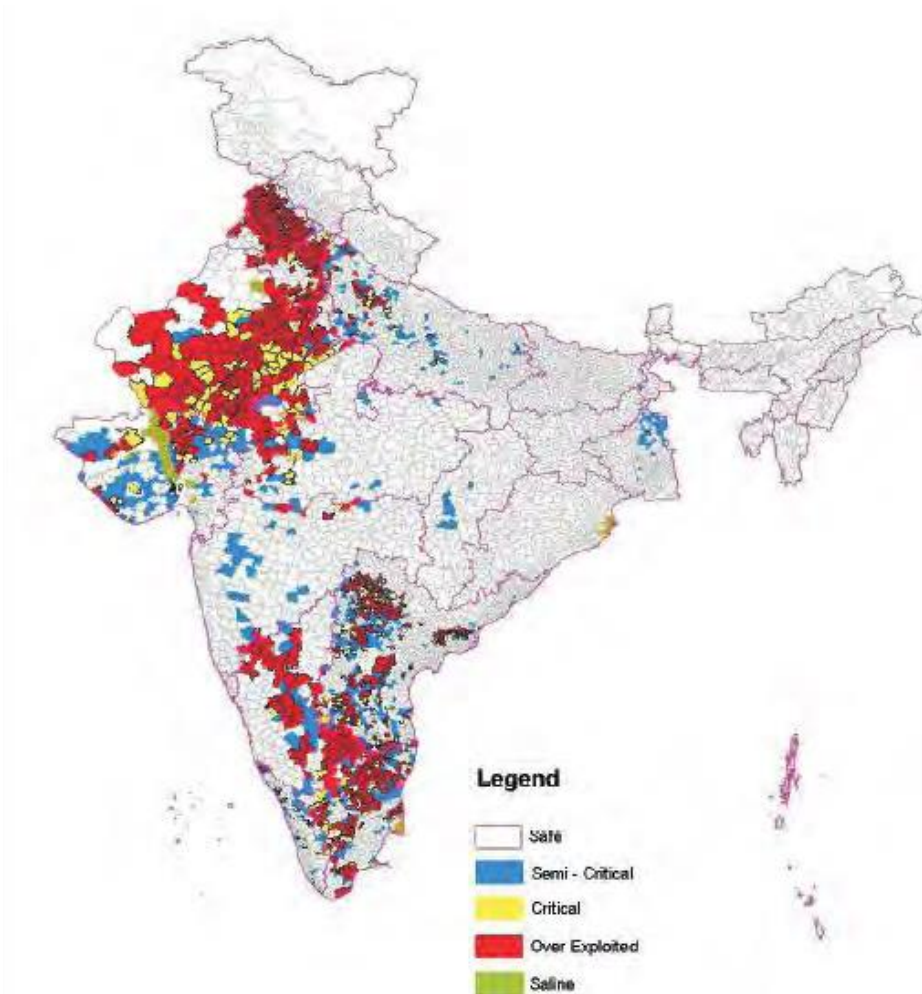 Legend
Safe
Semi - Critical
Critical
Over Exploited
Saline